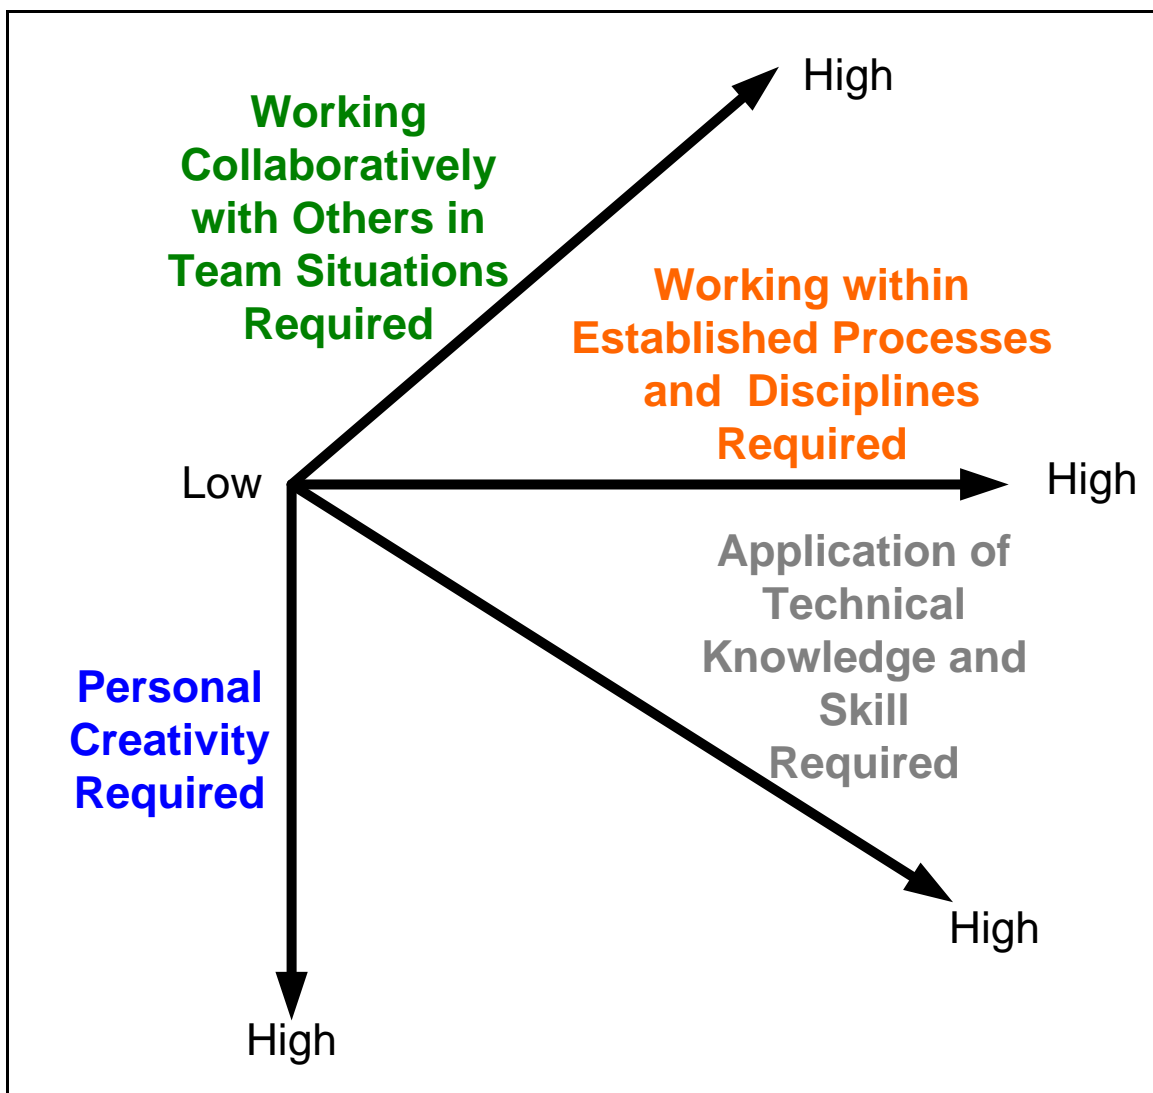 High
Working
Collaboratively
with Others in
Team Situations
Required
Working within
Established Processes
and  Disciplines
Required
Low
High
Application of
Technical
Knowledge and
Skill
Required
Personal
Creativity
Required
High
High